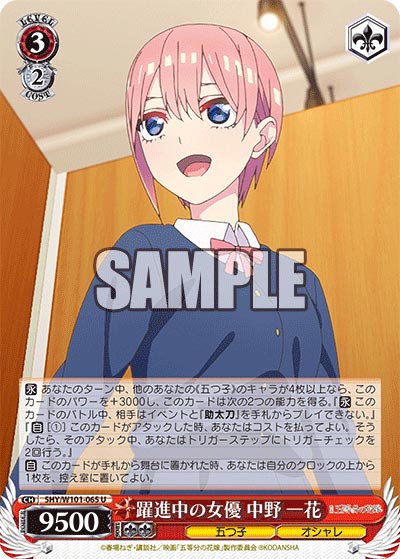 LEVEL
3
2
COST
SAMPLE
永 あなたのターン中、他のあなたの《五つ子》のキャラが4枚以上なら、この
カードのパワーを+3000し、このカードは次の2つの能力を得る。『永 こ
のカードのバトル中、相手はイベントと「助太刀」を手札からプレイできない。』
『自 このカードがアタックした時、あなたはコストを払ってよい。そうした
ら、そのアタック中、あなたはトリガーステップにトリガーチェックを
2回行う。』
自 このカードが手札から舞台に置かれた時、あなたは自分のクロックの上か
ら1枚を、控え室に置いてよい。
CH 5HY/W101-065 U
9500
躍進中の女優 中野 一花
五つ子
オシャレ
©春場ねぎ・講談社/映画「五等分の花嫁」製作委員会 ®KODANSHA